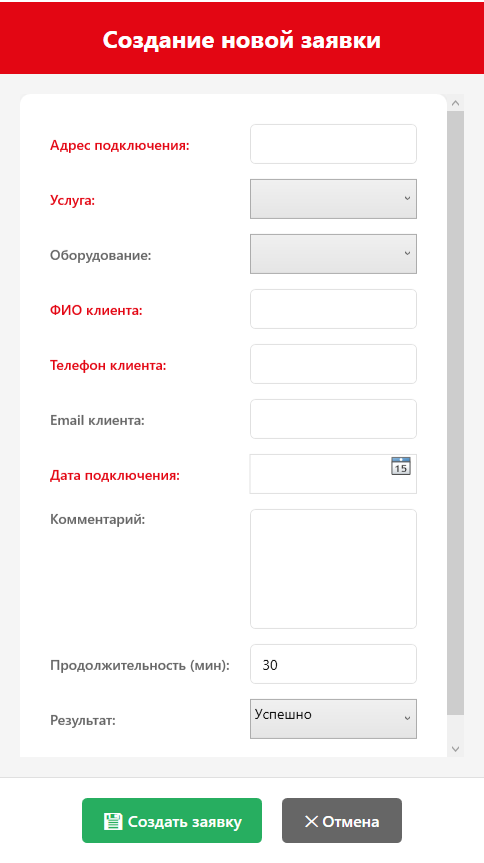 Создание новой заявки
Адрес подключения:
Услуга:
Оборудование:
ФИО клиента:
Телефон клиента:
Email клиента:
Дата подключения:
15
Комментарий:
Продолжительность (мин): 30
Результат: Успешно
Создать заявку Отмена